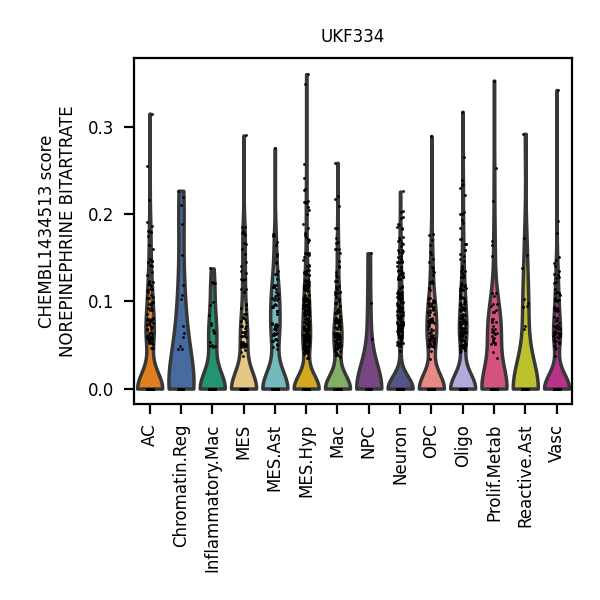 UKF334
CHEMBL1434513 score
NOREPINEPHRINE BITARTRATE
0.3
0.2
0.1
0.0
AC
Chromatin.Reg
Inflammatory.Mac
MES
MES.Ast
MES.Hyp
Mac
NPC
Neuron
OPC
Oligo
Prolif.Metab
Reactive.Ast
Vasc